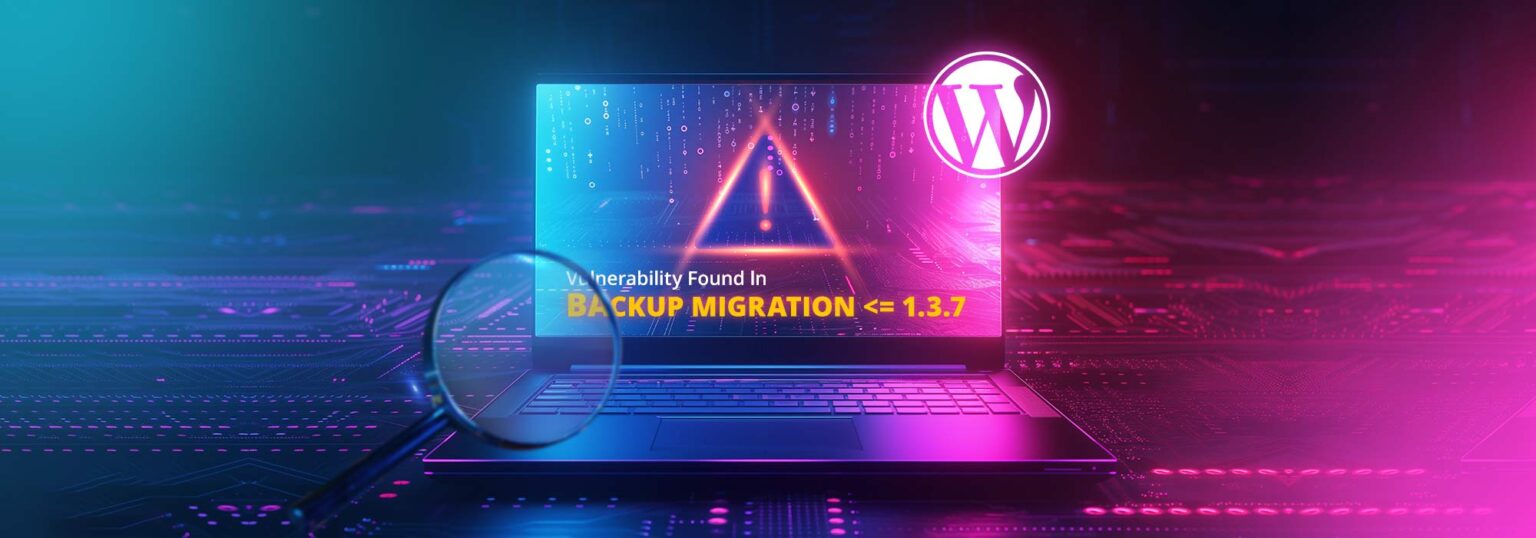 W
Vulnerability Found In
BACKUP MIGRATION <= 1.3.7